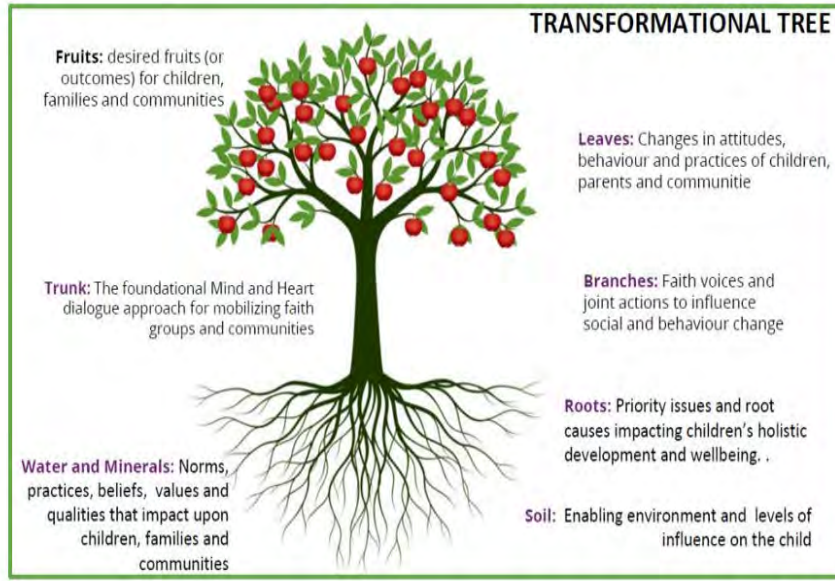 TRANSFORMATIONAL TREE
Fruits: desired fruits (or
outcomes) for children,
families and communities
Leaves: Changes in attitudes,
behaviour and practices of children,
parents and communitie
Trunk: The foundational Mind and Heart
dialogue approach for mobilizing faith
groups and communities
Branches: Faith voices and
joint actions to influence
social and behaviour change
Roots: Priority issues and root
causes impacting children's holistic
development and wellbeing. .
Water and Minerals: Norms,
practices, beliefs, values and
qualities that impact upon
children, families and
communities
Soil: Enabling environment and levels of
influence on the child